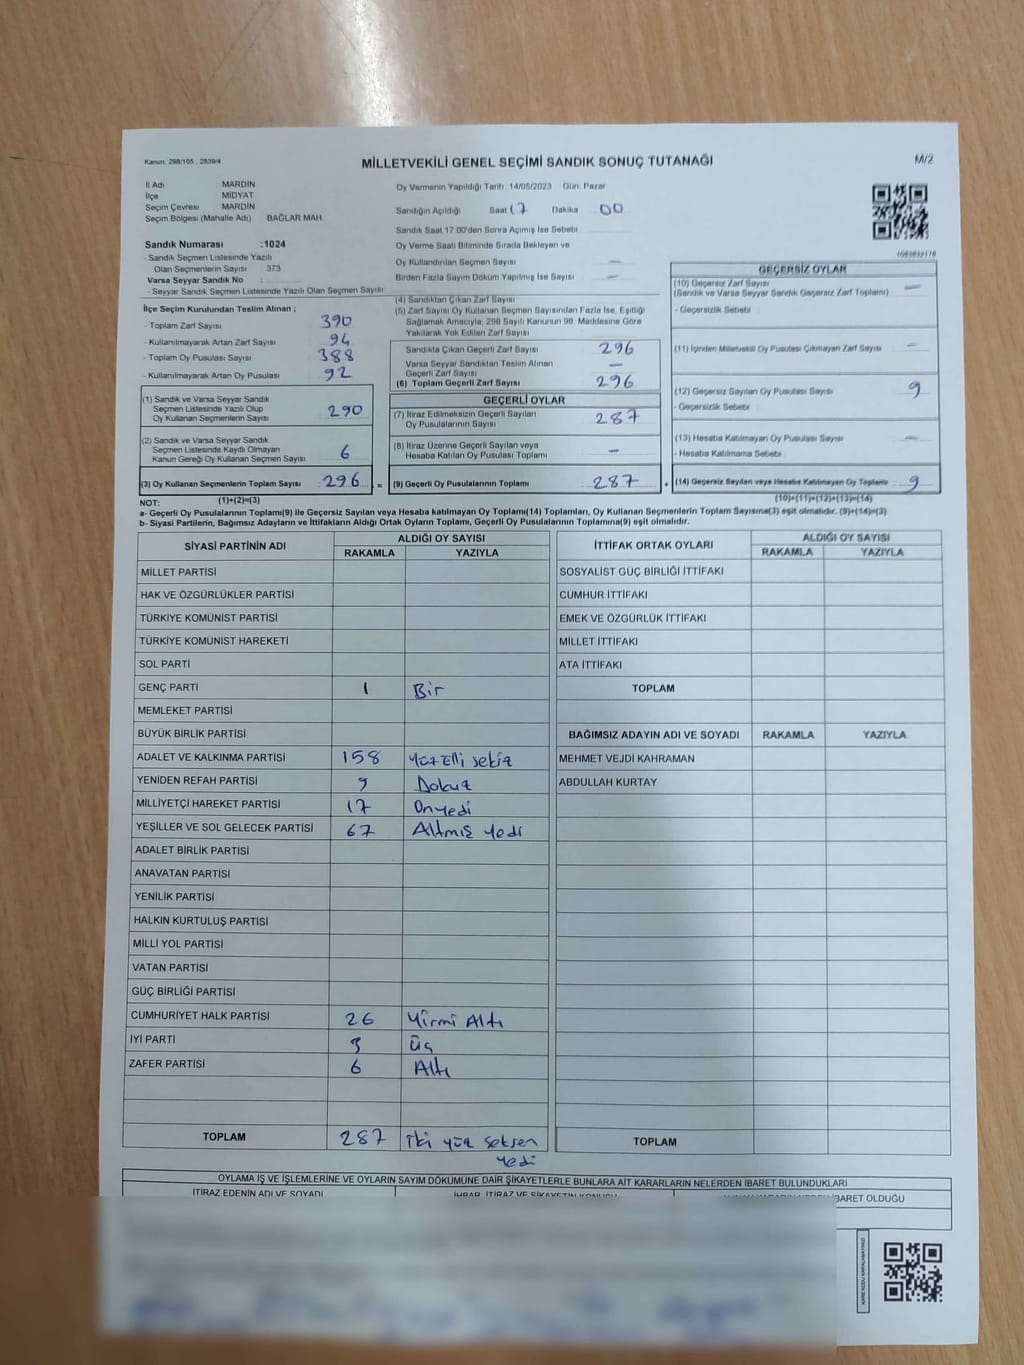 Kanun, 298/105 , 2839/4
MİLLETVEKİLİ GENEL SEÇİMİ SANDIK SONUÇ TUTANAĞI
M/2
İl Adı MARDİN
İlçe MİDYAT
Seçim Çevresi MARDİN
Seçim Bölgesi (Mahalle Adı) BAĞLAR MAH.
Sandık Numarası :1024
- Sandık Seçmen Listesinde Yazılı
Olan Seçmenlerin Sayısı 373
Varsa Seyyar Sandık No :
- Seyyar Sandık Seçmen Listesinde Yazılı Olan Seçmen Sayısı
İlçe Seçim Kurulundan Teslim Alınan ;
- Toplam Zarf Sayısı 390
- Kullanılmayarak Artan Zarf Sayısı 94
- Toplam Oy Pusulası Sayısı 388
- Kullanılmayarak Artan Oy Pusulası 92
(1) Sandık ve Varsa Seyyar Sandık
Seçmen Listesinde Yazılı Olup
Oy Kullanan Seçmenlerin Sayısı 290
(2) Sandık ve Varsa Seyyar Sandık
Seçmen Listesinde Kayıtlı Olmayan
Kanun Gereği Oy Kullanan Seçmen Sayısı 6
(3) Oy Kullanan Seçmenlerin Toplam Sayısı 296 =
(1)+(2)=(3)
Oy Vermenin Yapıldığı Tarih 14/05/2023 Gün Pazar
Sandığın Açıldığı Saat 17 Dakika 00
Sandık Saat 17.00'den Sonra Açılmış İse Sebebi
Oy Verme Saati Bitiminde Sırada Bekleyen ve
Oy Kullandırılan Seçmen Sayısı —
Birden Fazla Sayım Döküm Yapılmış İse Sayısı —
(4) Sandıktan Çıkan Zarf Sayısı
(5) Zarf Sayısı Oy Kullanan Seçmen Sayısından Fazla İse, Eşitliği
Sağlamak Amacıyla, 298 Sayılı Kanunun 98. Maddesine Göre
Yakılarak Yok Edilen Zarf Sayısı
Sandıkta Çıkan Geçerli Zarf Sayısı 296
Varsa Seyyar Sandıktan Teslim Alınan
Geçerli Zarf Sayısı —
(6) Toplam Geçerli Zarf Sayısı 296
GEÇERLİ OYLAR
(7) İtiraz Edilmeksizin Geçerli Sayılan
Oy Pusulalarının Sayısı 287
(8) İtiraz Üzerine Geçerli Sayılan veya
Hesaba Katılan Oy Pusulası Toplamı —
(9) Geçerli Oy Pusulalarının Toplamı 287 +
1083832178
GEÇERSİZ OYLAR
(10) Geçersiz Zarf Sayısı
(Sandık ve Varsa Seyyar Sandık Geçersiz Zarf Toplamı) —
- Geçersizlik Sebebi
(11) İçinden Milletvekili Oy Pusulası Çıkmayan Zarf Sayısı —
(12) Geçersiz Sayılan Oy Pusulası Sayısı 9
- Geçersizlik Sebebi
(13) Hesaba Katılmayan Oy Pusulası Sayısı —
- Hesaba Katılmama Sebebi
(14) Geçersiz Sayılan veya Hesaba Katılmayan Oy Toplamı 9
(10)+(11)+(12)+(13)=(14)
NOT:
a- Geçerli Oy Pusulalarının Toplamı(9) ile Geçersiz Sayılan veya Hesaba katılmayan Oy Toplamı(14) Toplamları, Oy Kullanan Seçmenlerin Toplam Sayısına(3) eşit olmalıdır. (9)+(14)=(3)
b- Siyasi Partilerin, Bağımsız Adayların ve İttifakların Aldığı Ortak Oyların Toplamı, Geçerli Oy Pusulalarının Toplamına(9) eşit olmalıdır.
SİYASİ PARTİNİN ADI ALDIĞI OY SAYISI
RAKAMLA YAZIYLA
MİLLET PARTİSİ
HAK VE ÖZGÜRLÜKLER PARTİSİ
TÜRKİYE KOMÜNİST PARTİSİ
TÜRKİYE KOMÜNİST HAREKETİ
SOL PARTİ
GENÇ PARTİ 1 Bir
MEMLEKET PARTİSİ
BÜYÜK BİRLİK PARTİSİ
ADALET VE KALKINMA PARTİSİ 158 Yüz Elli sekiz
YENİDEN REFAH PARTİSİ 9 Dokuz
MİLLİYETÇİ HAREKET PARTİSİ 17 Onyedi
YEŞİLLER VE SOL GELECEK PARTİSİ 67 Altmış yedi
ADALET BİRLİK PARTİSİ
ANAVATAN PARTİSİ
YENİLİK PARTİSİ
HALKIN KURTULUŞ PARTİSİ
MİLLİ YOL PARTİSİ
VATAN PARTİSİ
GÜÇ BİRLİĞİ PARTİSİ
CUMHURİYET HALK PARTİSİ 26 Yirmi Altı
İYİ PARTİ 3 Üç
ZAFER PARTİSİ 6 Altı
TOPLAM 287 İki yüz seksen
yedi
İTTİFAK ORTAK OYLARI ALDIĞI OY SAYISI
RAKAMLA YAZIYLA
SOSYALİST GÜÇ BİRLİĞİ İTTİFAKI
CUMHUR İTTİFAKI
EMEK VE ÖZGÜRLÜK İTTİFAKI
MİLLET İTTİFAKI
ATA İTTİFAKI
TOPLAM
BAĞIMSIZ ADAYIN ADI VE SOYADI RAKAMLA YAZIYLA
MEHMET VEJDİ KAHRAMAN
ABDULLAH KURTAY
TOPLAM
OYLAMA İŞ VE İŞLEMLERİNE VE OYLARIN SAYIM DÖKÜMÜNE DAİR ŞİKAYETLERLE BUNLARA AİT KARARLARIN NELERDEN İBARET BULUNDUKLARI
İTİRAZ EDENİN ADI VE SOYADI İHBAR, İTİRAZ VE ŞİKAYETİN KONUSU İBARET OLDUĞU
KARE KODU KARALAMAYINIZ!